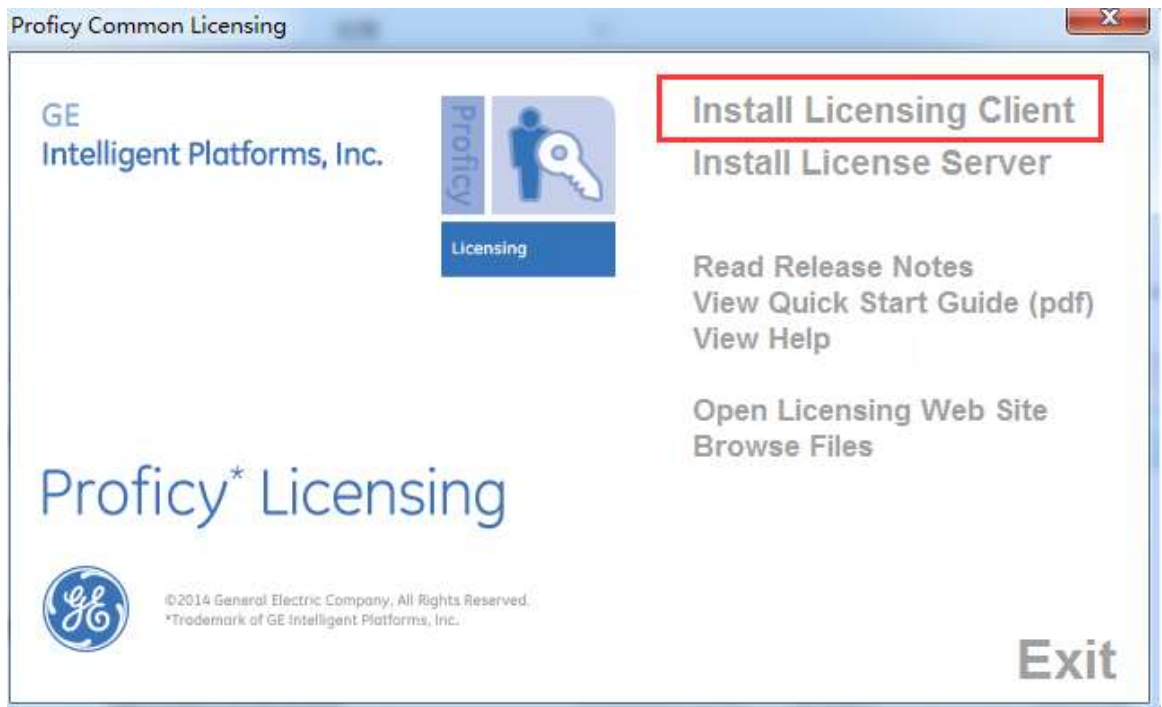 Proficy Common Licensing
GE
Intelligent Platforms, Inc.
Proficy
Licensing
Install Licensing Client
Install License Server
Read Release Notes
View Quick Start Guide (pdf)
View Help
Open Licensing Web Site
Browse Files
Proficy* Licensing
GE
©2014 General Electric Company, All Rights Reserved.
*Trademark of GE Intelligent Platforms, Inc.
Exit